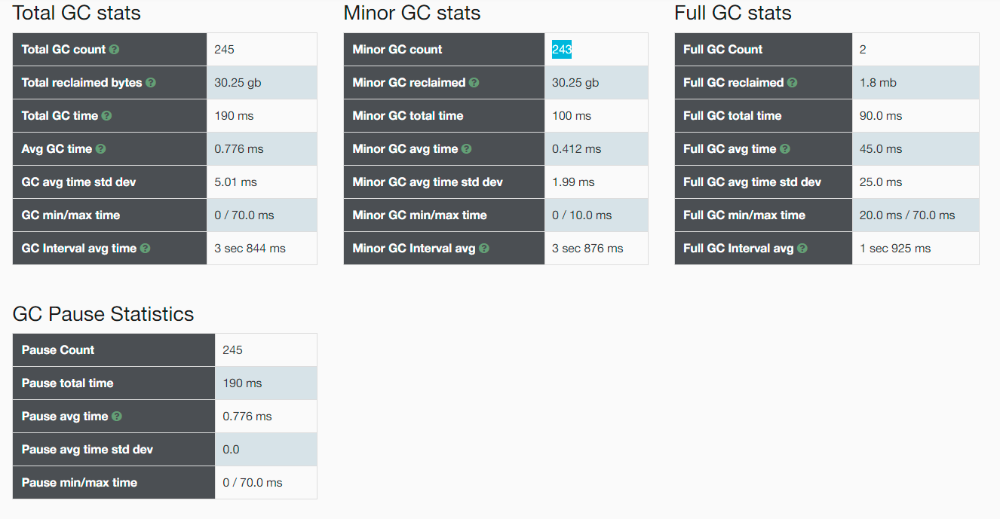 Total GC stats
Total GC count 245
Total reclaimed bytes 30.25 gb
Total GC time 190 ms
Avg GC time 0.776 ms
GC avg time std dev 5.01 ms
GC min/max time 0 / 70.0 ms
GC Interval avg time 3 sec 844 ms
Minor GC stats
Minor GC count 243
Minor GC reclaimed 30.25 gb
Minor GC total time 100 ms
Minor GC avg time 0.412 ms
Minor GC avg time std dev 1.99 ms
Minor GC min/max time 0 / 10.0 ms
Minor GC Interval avg 3 sec 876 ms
Full GC stats
Full GC Count 2
Full GC reclaimed 1.8 mb
Full GC total time 90.0 ms
Full GC avg time 45.0 ms
Full GC avg time std dev 25.0 ms
Full GC min/max time 20.0 ms / 70.0 ms
Full GC Interval avg 1 sec 925 ms
GC Pause Statistics
Pause Count 245
Pause total time 190 ms
Pause avg time 0.776 ms
Pause avg time std dev 0.0
Pause min/max time 0 / 70.0 ms